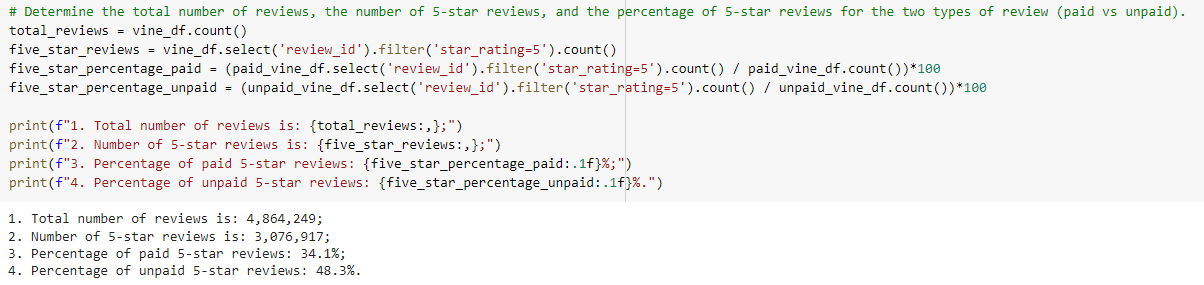 # Determine the total number of reviews, the number of 5-star reviews, and the percentage of 5-star reviews for the two types of review (paid vs unpaid).
total_reviews = vine_df.count()
five_star_reviews = vine_df.select('review_id').filter('star_rating=5').count()
five_star_percentage_paid = (paid_vine_df.select('review_id').filter('star_rating=5').count() / paid_vine_df.count())*100
five_star_percentage_unpaid = (unpaid_vine_df.select('review_id').filter('star_rating=5').count() / unpaid_vine_df.count())*100
print(f"1. Total number of reviews is: {total_reviews:,};")
print(f"2. Number of 5-star reviews is: {five_star_reviews:,};")
print(f"3. Percentage of paid 5-star reviews: {five_star_percentage_paid:.1f}%;")
print(f"4. Percentage of unpaid 5-star reviews: {five_star_percentage_unpaid:.1f}%.")
1. Total number of reviews is: 4,864,249;
2. Number of 5-star reviews is: 3,076,917;
3. Percentage of paid 5-star reviews: 34.1%;
4. Percentage of unpaid 5-star reviews: 48.3%.